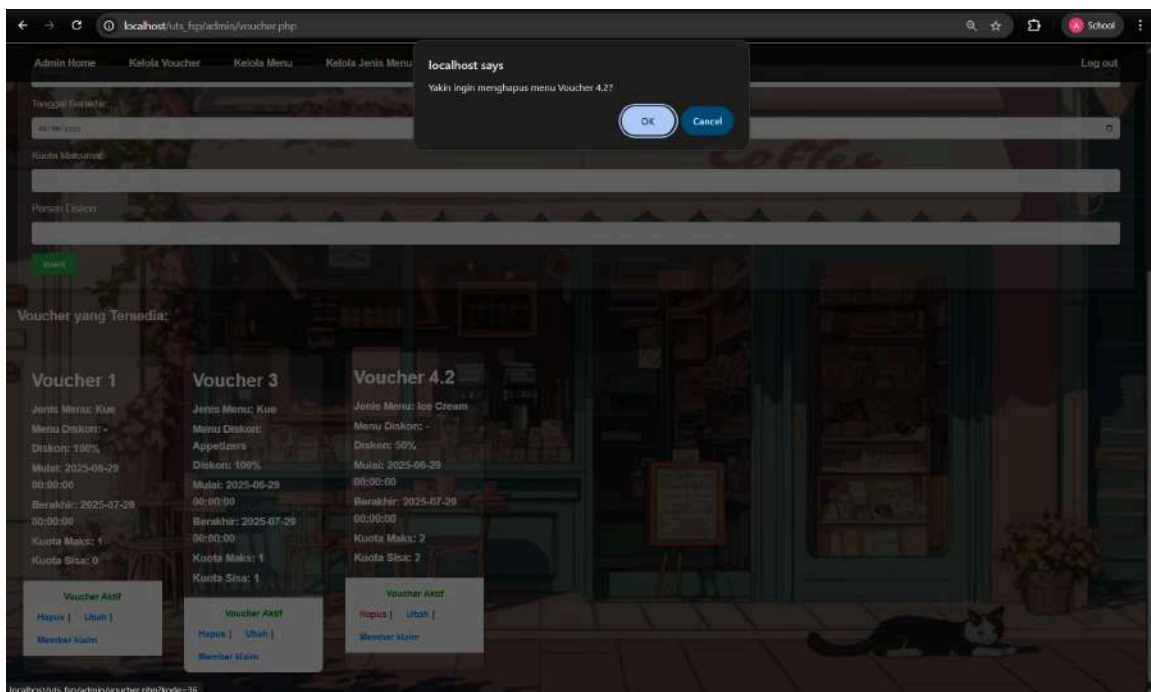 localhost/uts_fsp/admin/voucher.php
School
Admin Home Kelola Voucher Kelola Menu Kelola Jenis Menu Log out
localhost says
Yakin ingin menghapus menu Voucher 4.2?
OK Cancel
Tanggal Berakhir:
dd/mm/yyyy
Kuota Maksimal:
Persen Diskon:
Insert
Coffee
Voucher yang Tersedia:
Voucher 1
Jenis Menu: Kue
Menu Diskon: -
Diskon: 100%
Mulai: 2025-06-29
00:00:00
Berakhir: 2025-07-29
00:00:00
Kuota Maks: 1
Kuota Sisa: 0
Voucher Aktif
Hapus | Ubah |
Member klaim
Voucher 3
Jenis Menu: Kue
Menu Diskon:
Appetizers
Diskon: 100%
Mulai: 2025-06-29
00:00:00
Berakhir: 2025-07-29
00:00:00
Kuota Maks: 1
Kuota Sisa: 1
Voucher Aktif
Hapus | Ubah |
Member klaim
Voucher 4.2
Jenis Menu: Ice Cream
Menu Diskon: -
Diskon: 50%
Mulai: 2025-06-29
00:00:00
Berakhir: 2025-07-29
00:00:00
Kuota Maks: 2
Kuota Sisa: 2
Voucher Aktif
Hapus | Ubah |
Member klaim
localhost/uts_fsp/admin/voucher.php?kode=36